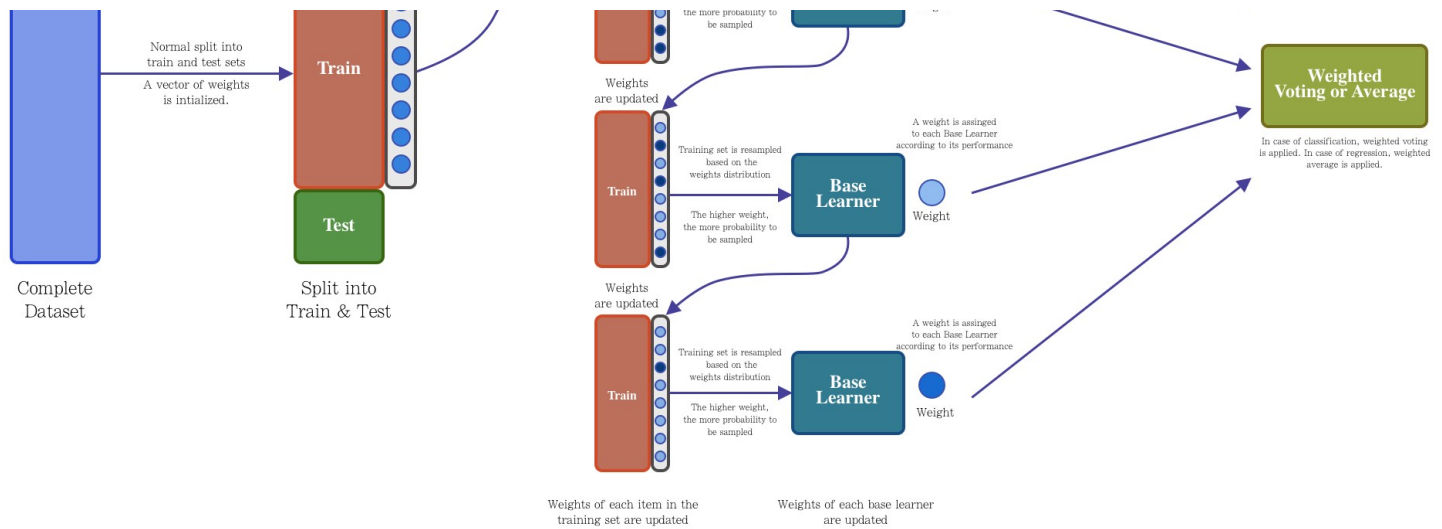 Normal split into
train and test sets
A vector of weights
is intialized.
Train
Test
Complete
Dataset
Split into
Train & Test
the more probability to
be sampled
Weights
are updated
Train
Training set is resampled
based on the
weights distribution
The higher weight,
the more probability to
be sampled
Base
Learner
A weight is assinged
to each Base Learner
according to its performance
Weight
Weights
are updated
Train
Training set is resampled
based on the
weights distribution
The higher weight,
the more probability to
be sampled
Base
Learner
A weight is assinged
to each Base Learner
according to its performance
Weight
Weighted
Voting or Average
In case of classification, weighted voting
is applied. In case of regression, weighted
average is applied.
Weights of each item in the
training set are updated
Weights of each base learner
are updated